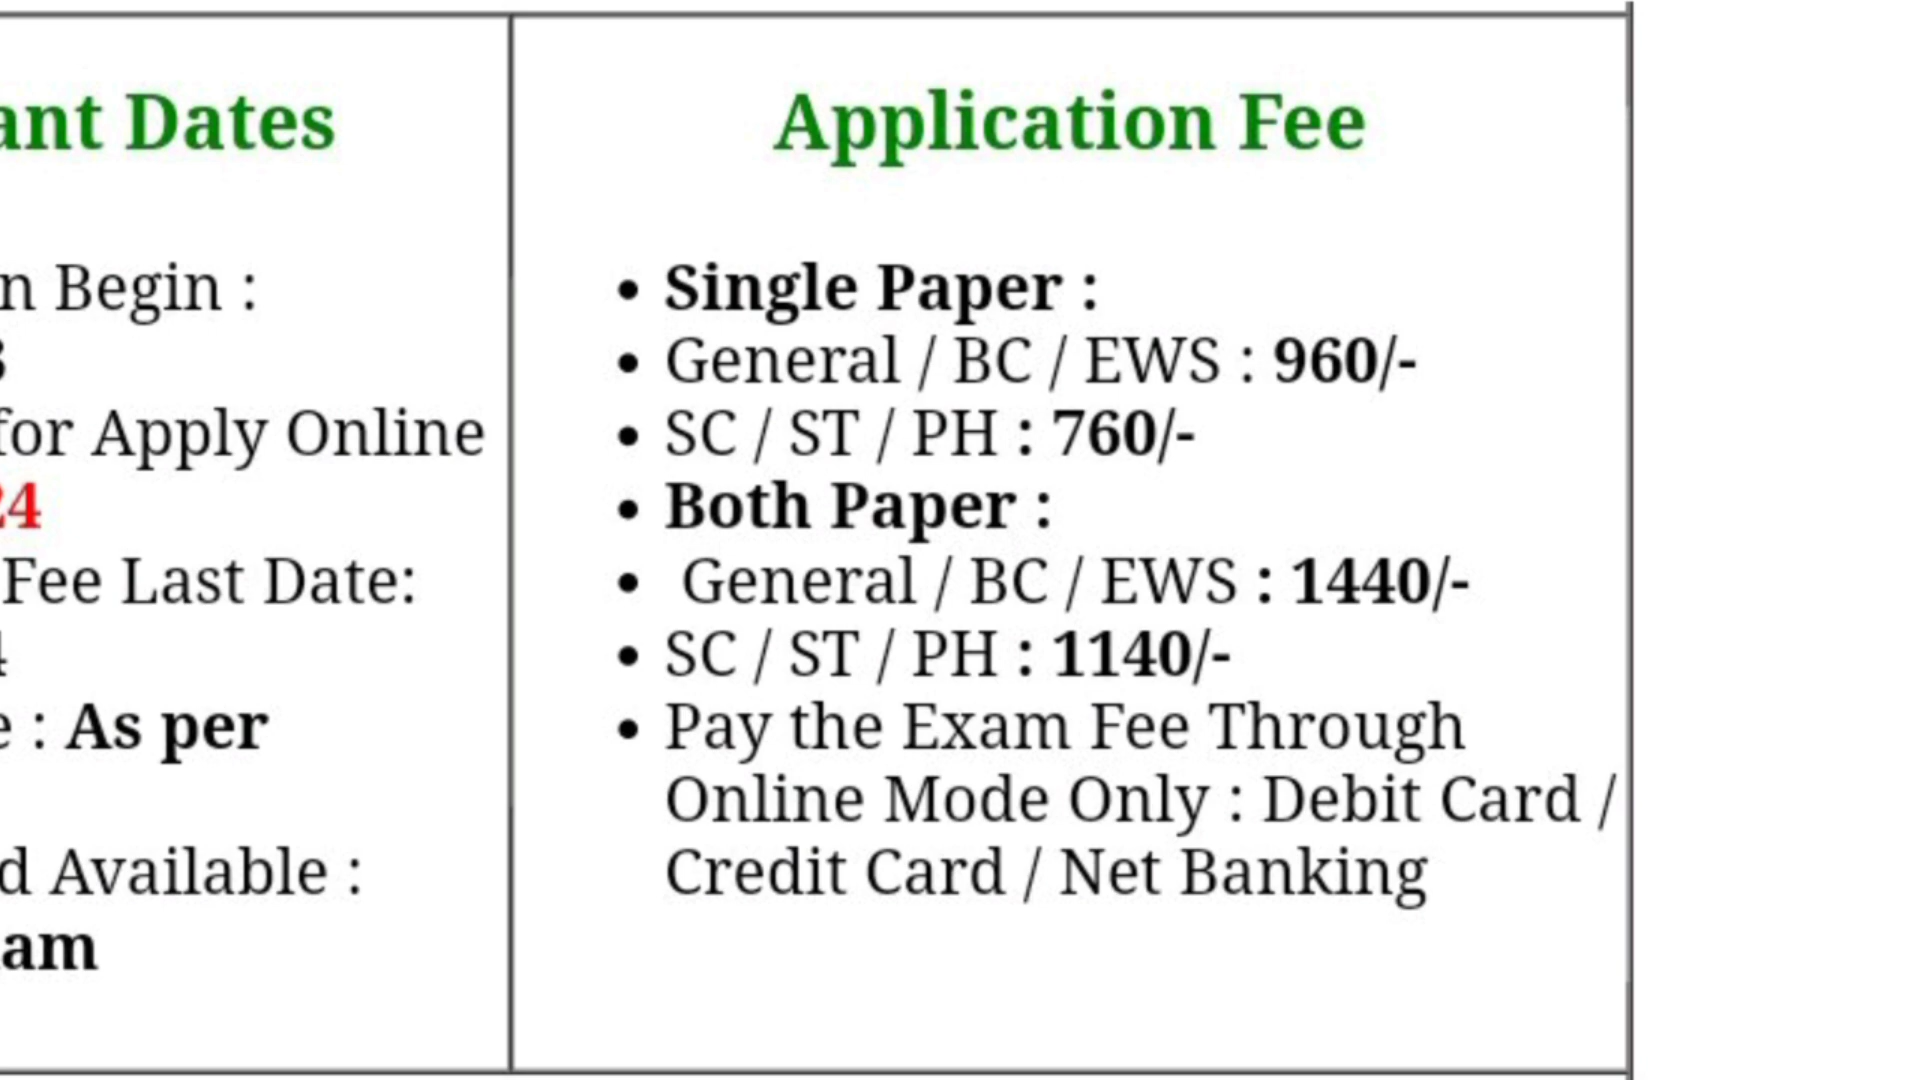 ant Dates
n Begin :
for Apply Online
24
Fee Last Date:
e : As per
d Available :
am
Application Fee
• Single Paper :
• General / BC / EWS : 960/-
• SC / ST / PH : 760/-
• Both Paper :
• General / BC / EWS : 1440/-
• SC / ST / PH : 1140/-
• Pay the Exam Fee Through
Online Mode Only : Debit Card /
Credit Card / Net Banking